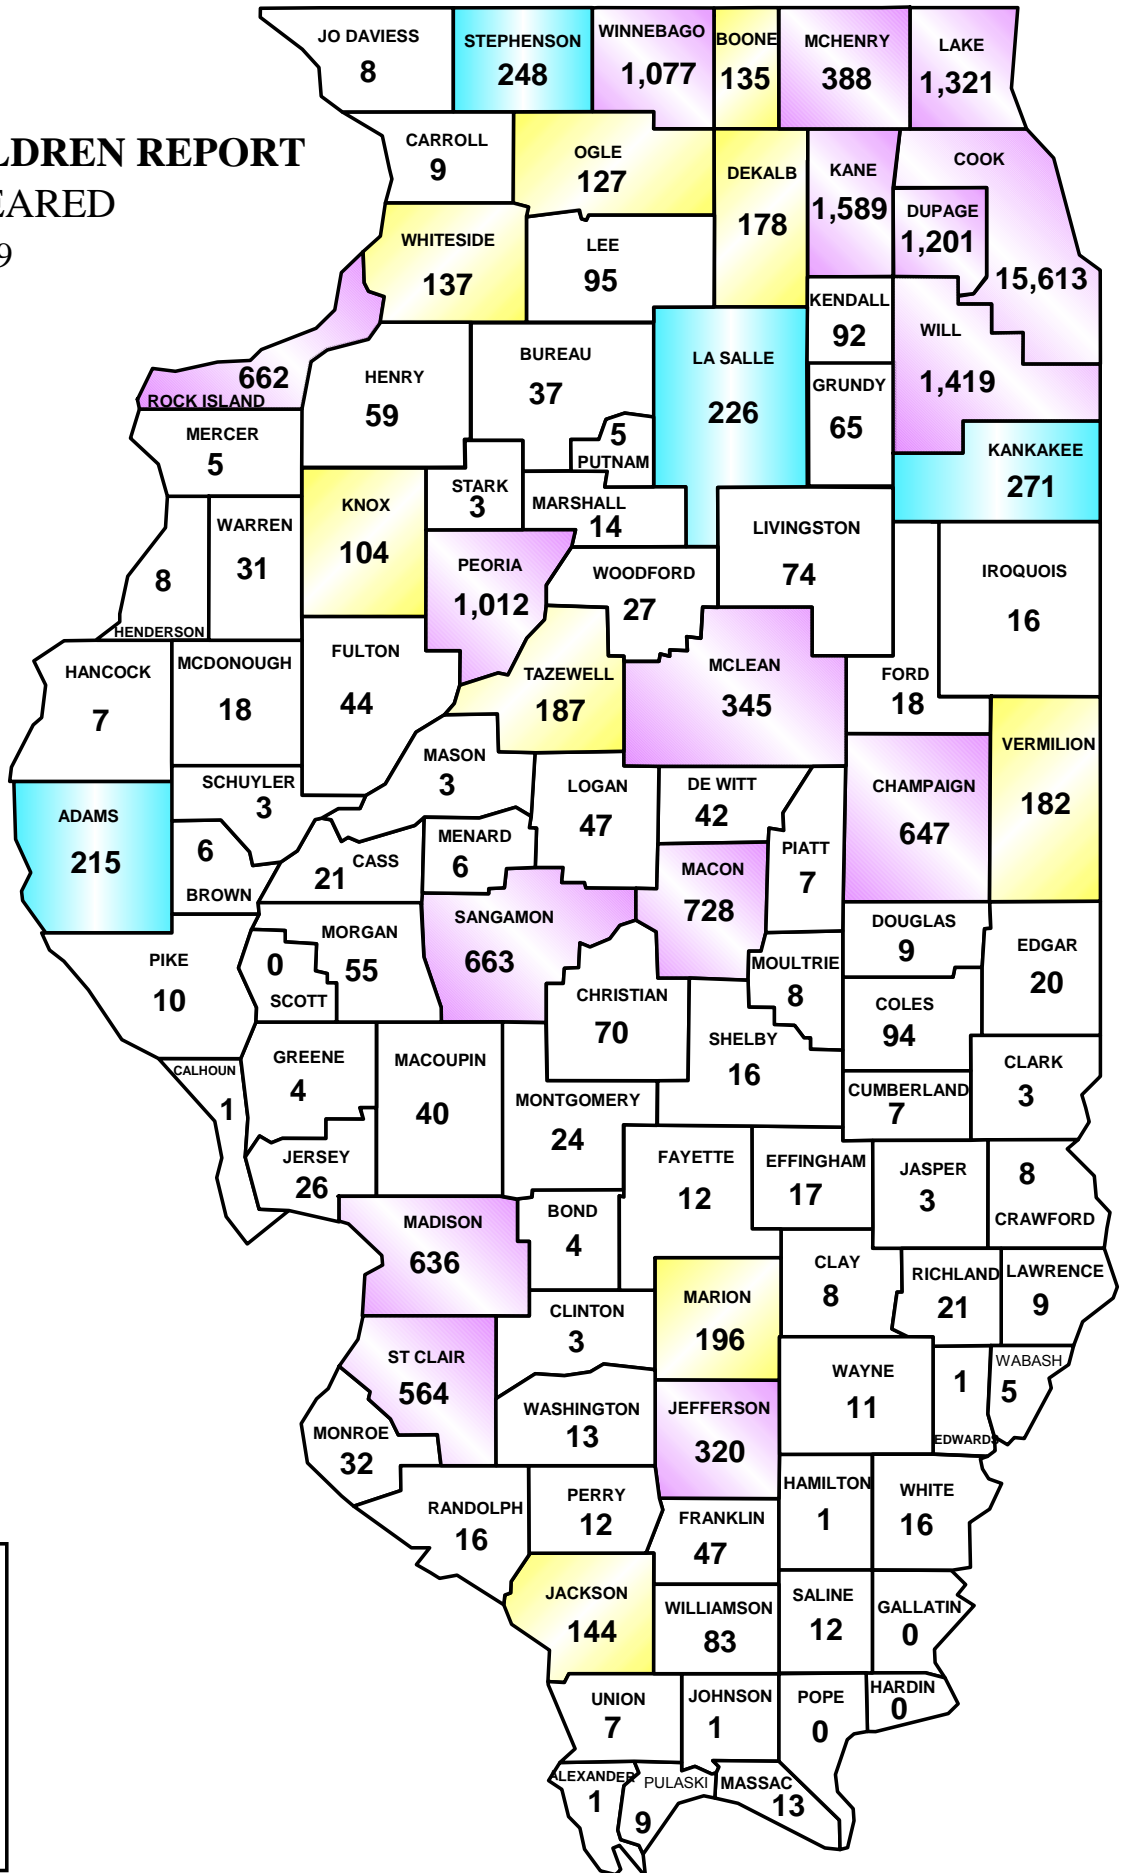 JO DAVIESS
8
STEPHENSON
248
WINNEBAGO
1,077
BOONE
135
MCHENRY
388
LAKE
1,321
LDREN REPORT
EARED
9
CARROLL
9
OGLE
127
DEKALB
178
KANE
1,589
COOK
15,613
DUPAGE
1,201
WHITESIDE
137
LEE
95
KENDALL
92
WILL
1,419
662
ROCK ISLAND
HENRY
59
BUREAU
37
LA SALLE
226
GRUNDY
65
MERCER
5
5
PUTNAM
KANKAKEE
271
STARK
3
MARSHALL
14
KNOX
104
WARREN
31
8
HENDERSON
PEORIA
1,012
WOODFORD
27
LIVINGSTON
74
IROQUOIS
16
HANCOCK
7
MCDONOUGH
18
FULTON
44
TAZEWELL
187
MCLEAN
345
FORD
18
VERMILION
182
MASON
3
SCHUYLER
3
ADAMS
215
LOGAN
47
DE WITT
42
CHAMPAIGN
647
6
BROWN
21 CASS
MENARD
6
PIATT
7
MACON
728
SANGAMON
663
MORGAN
55
0
SCOTT
PIKE
10
CHRISTIAN
70
MOULTRIE
8
DOUGLAS
9
EDGAR
20
COLES
94
SHELBY
16
CALHOUN
1
GREENE
4
MACOUPIN
40
MONTGOMERY
24
CUMBERLAND
7
CLARK
3
JERSEY
26
FAYETTE
12
EFFINGHAM
17
JASPER
3
8
CRAWFORD
MADISON
636
BOND
4
CLAY
8
RICHLAND
21
LAWRENCE
9
CLINTON
3
MARION
196
ST CLAIR
564
WASHINGTON
13
JEFFERSON
320
WAYNE
11
1
EDWARDS
WABASH
5
MONROE
32
RANDOLPH
16
PERRY
12
FRANKLIN
47
HAMILTON
1
WHITE
16
JACKSON
144
WILLIAMSON
83
SALINE
12
GALLATIN
0
UNION
7
JOHNSON
1
POPE
0
HARDIN
0
ALEXANDER
1
PULASKI
9
MASSAC
13